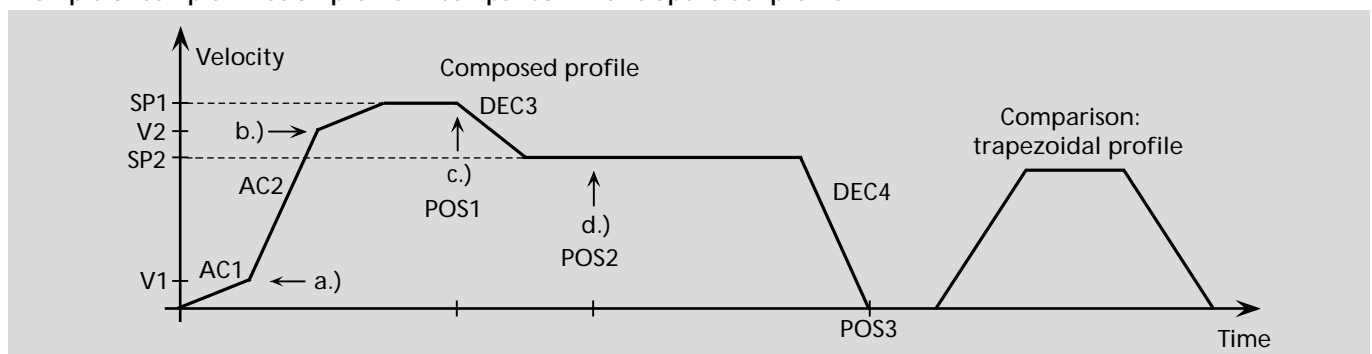 Velocity
Composed profile
SP1
DEC3
V2
b.)
Comparison:
trapezoidal profile
SP2
c.)
AC2
DEC4
POS1
d.)
POS2
AC1
V1
a.)
POS3
Time